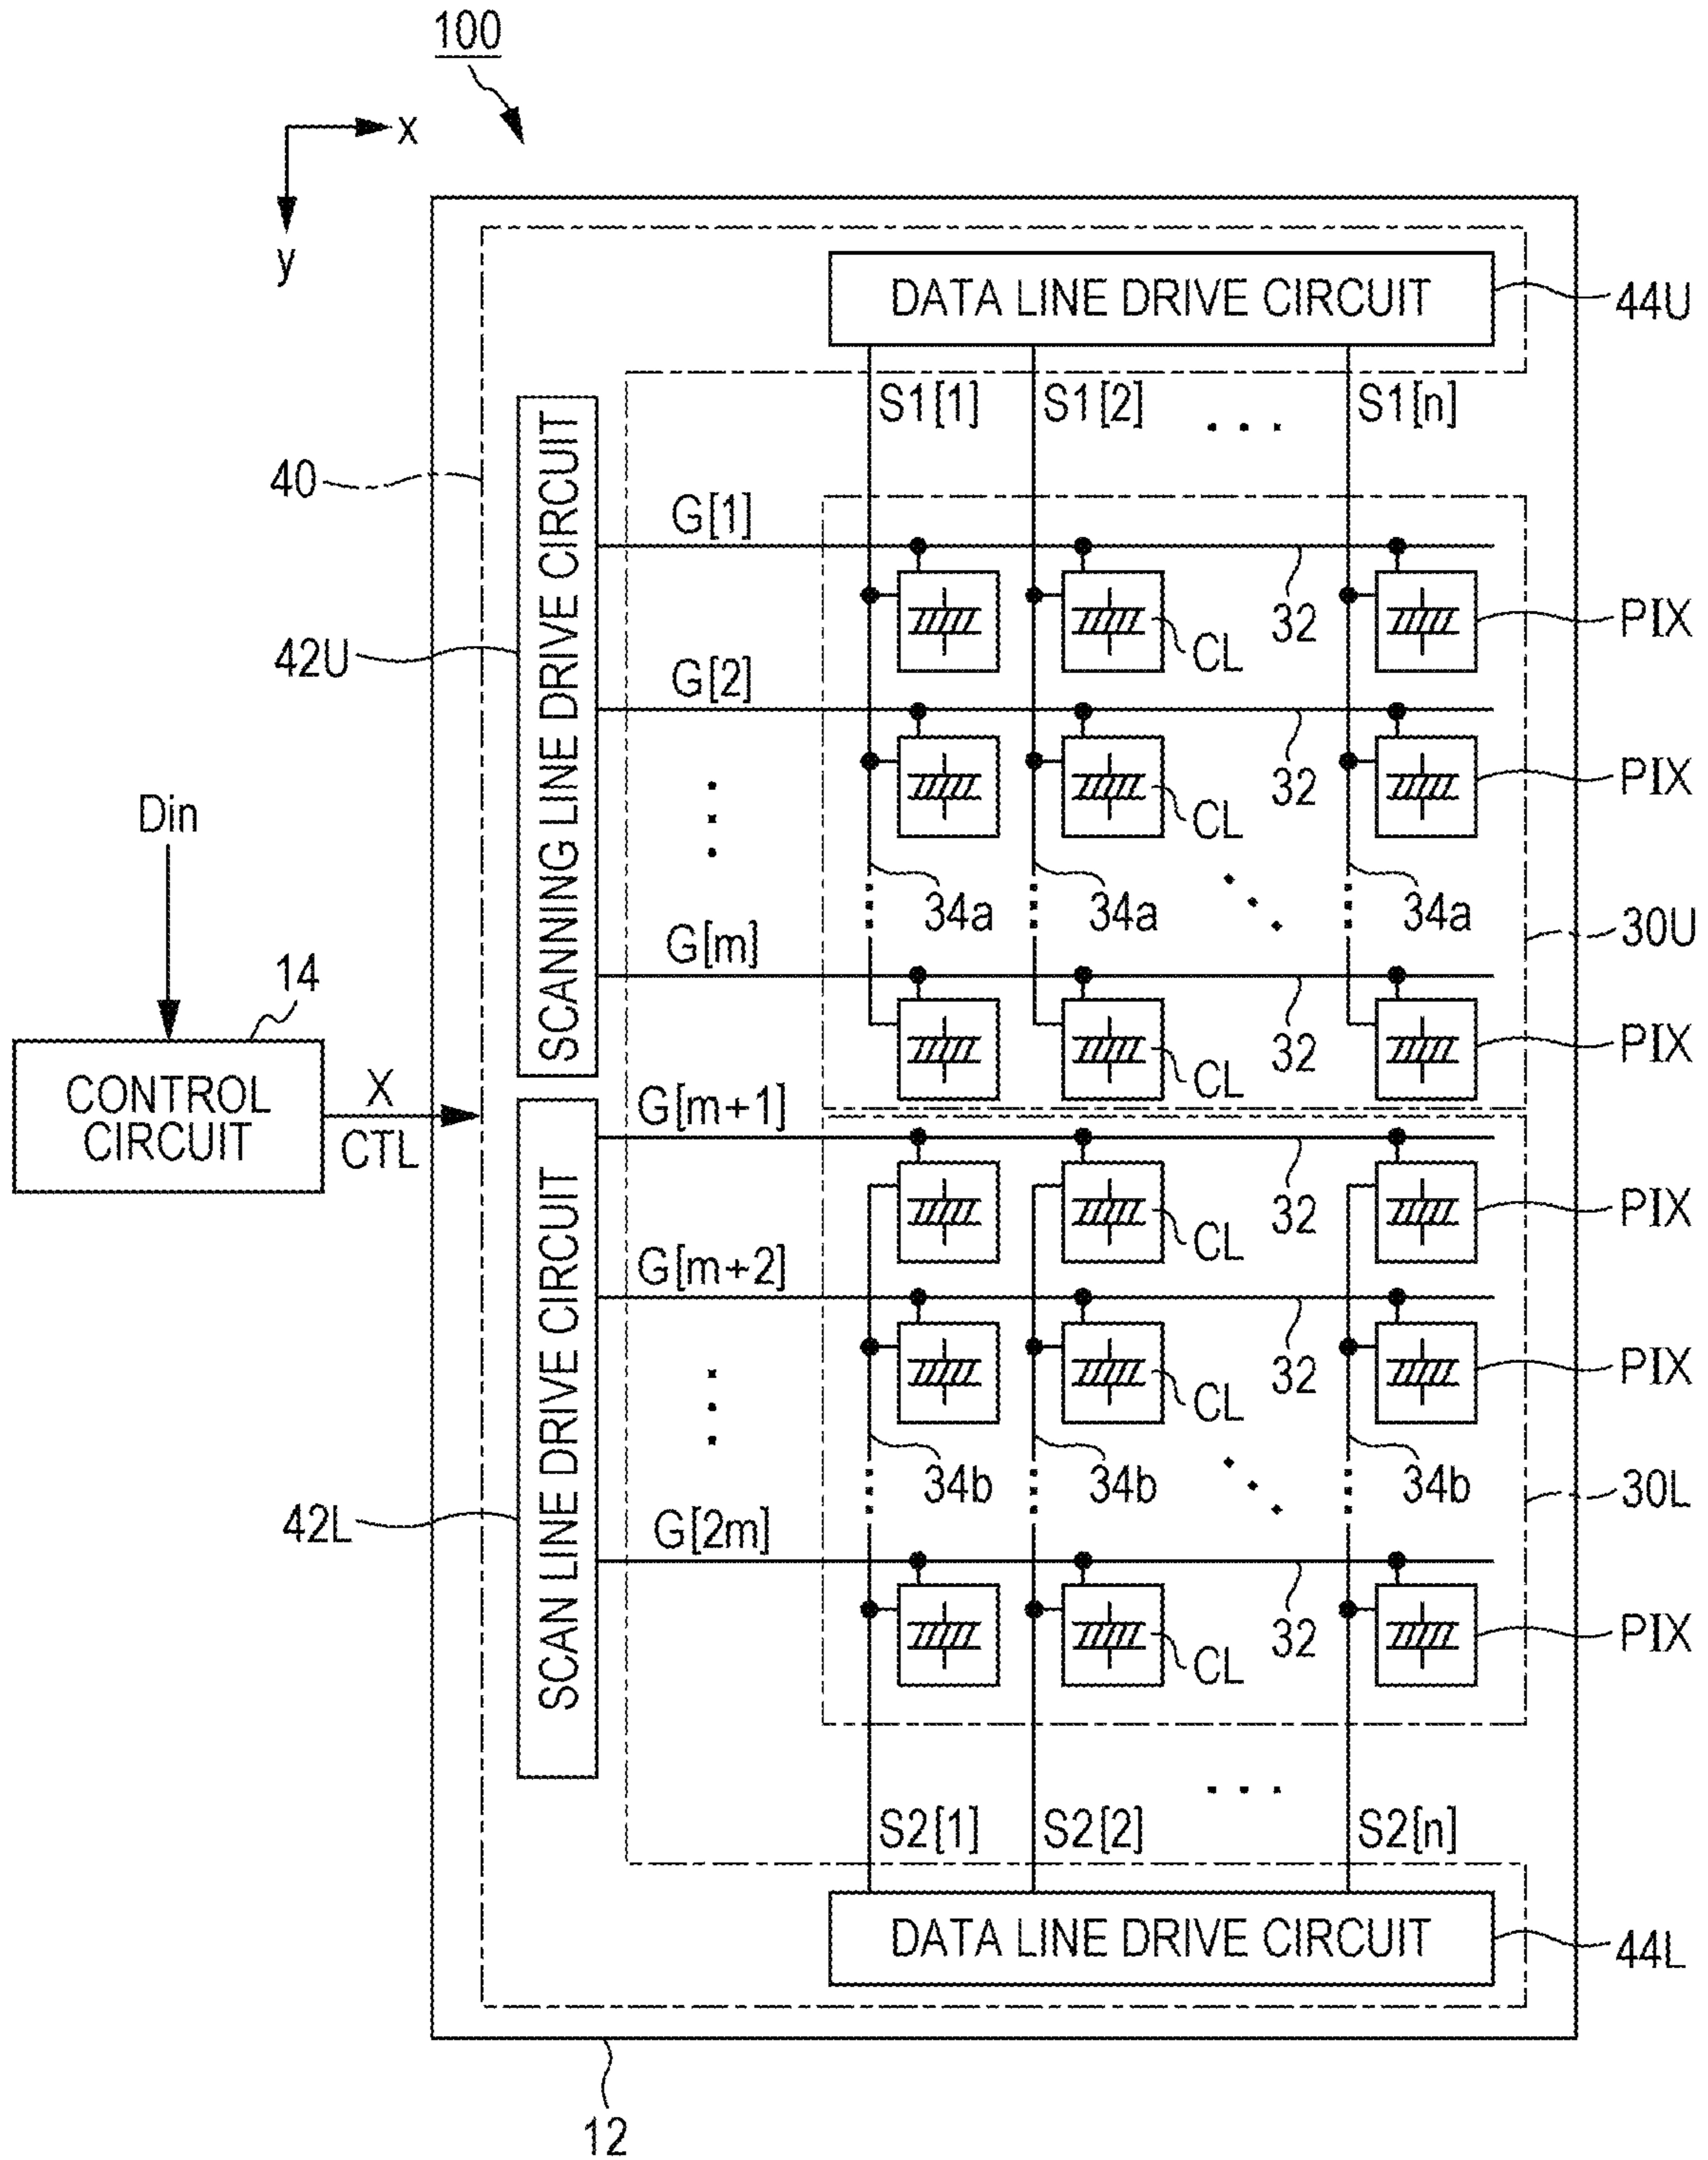 100
x
y
DATA LINE DRIVE CIRCUIT
44U
S1[1] S1[2] . . . S1[n]
40
SCANNING LINE DRIVE CIRCUIT
42U
G[1]
32
CL
PIX
G[2]
32
CL
PIX
34a 34a 34a
30U
G[m]
32
CL
PIX
Din
14
CONTROL
CIRCUIT
X
CTL
SCAN LINE DRIVE CIRCUIT
42L
G[m+1]
32
CL
PIX
G[m+2]
32
CL
PIX
34b 34b 34b
30L
G[2m]
32
CL
PIX
S2[1] S2[2] . . . S2[n]
DATA LINE DRIVE CIRCUIT
44L
12